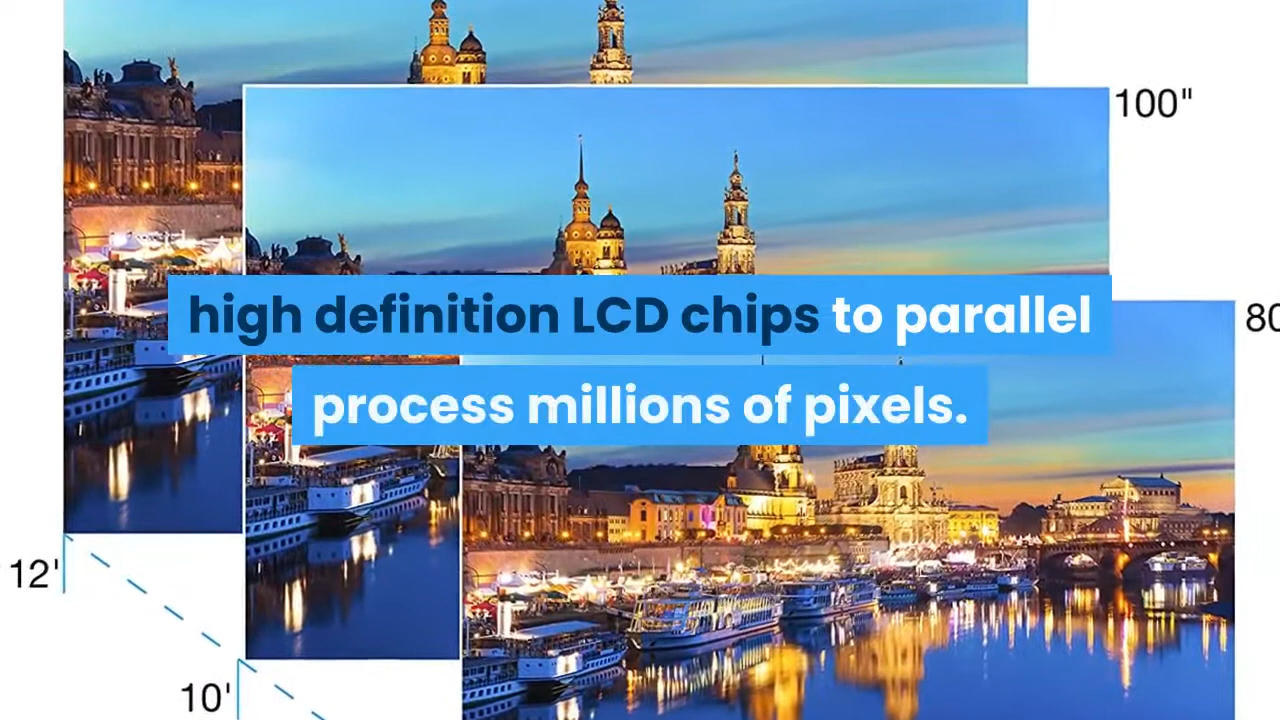 100"
high definition LCD chips to parallel
process millions of pixels.
80
12'
10'